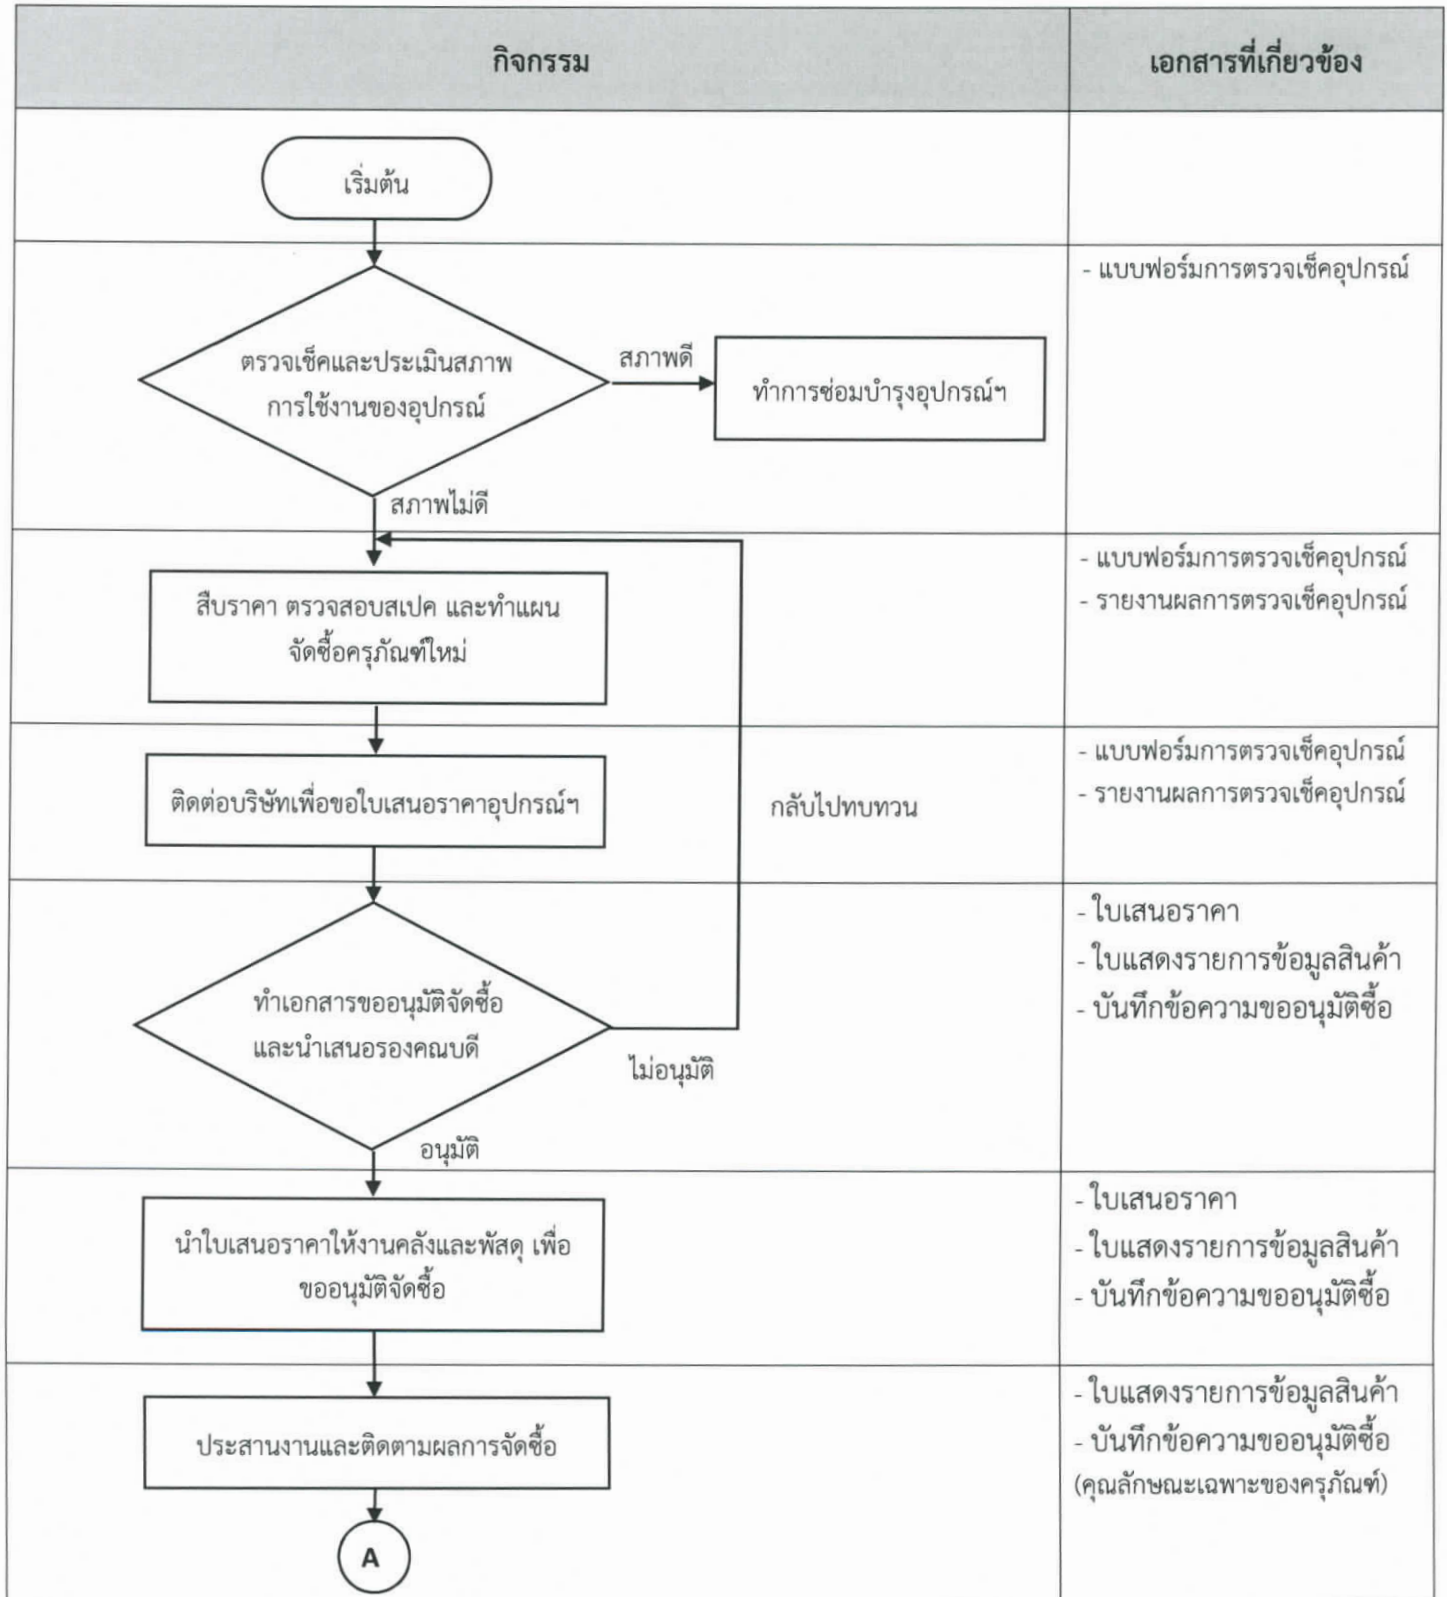 กิจกรรม
เอกสารที่เกี่ยวข้อง
เริ่มต้น
ตรวจเช็คและประเมินสภาพ
การใช้งานของอุปกรณ์
สภาพดี
ทำการซ่อมบำรุงอุปกรณ์ฯ
- แบบฟอร์มการตรวจเช็คอุปกรณ์
สภาพไม่ดี
สืบราคา ตรวจสอบสเปค และทำแผน
จัดซื้อครุภัณฑ์ใหม่
- แบบฟอร์มการตรวจเช็คอุปกรณ์
- รายงานผลการตรวจเช็คอุปกรณ์
ติดต่อบริษัทเพื่อขอใบเสนอราคาอุปกรณ์ฯ
กลับไปทบทวน
- แบบฟอร์มการตรวจเช็คอุปกรณ์
- รายงานผลการตรวจเช็คอุปกรณ์
ทำเอกสารขออนุมัติจัดซื้อ
และนำเสนอรองคณบดี
ไม่อนุมัติ
อนุมัติ
- ใบเสนอราคา
- ใบแสดงรายการข้อมูลสินค้า
- บันทึกข้อความขออนุมัติซื้อ
นำใบเสนอราคาให้งานคลังและพัสดุ เพื่อ
ขออนุมัติจัดซื้อ
- ใบเสนอราคา
- ใบแสดงรายการข้อมูลสินค้า
- บันทึกข้อความขออนุมัติซื้อ
ประสานงานและติดตามผลการจัดซื้อ
- ใบแสดงรายการข้อมูลสินค้า
- บันทึกข้อความขออนุมัติซื้อ
(คุณลักษณะเฉพาะของครุภัณฑ์)
A